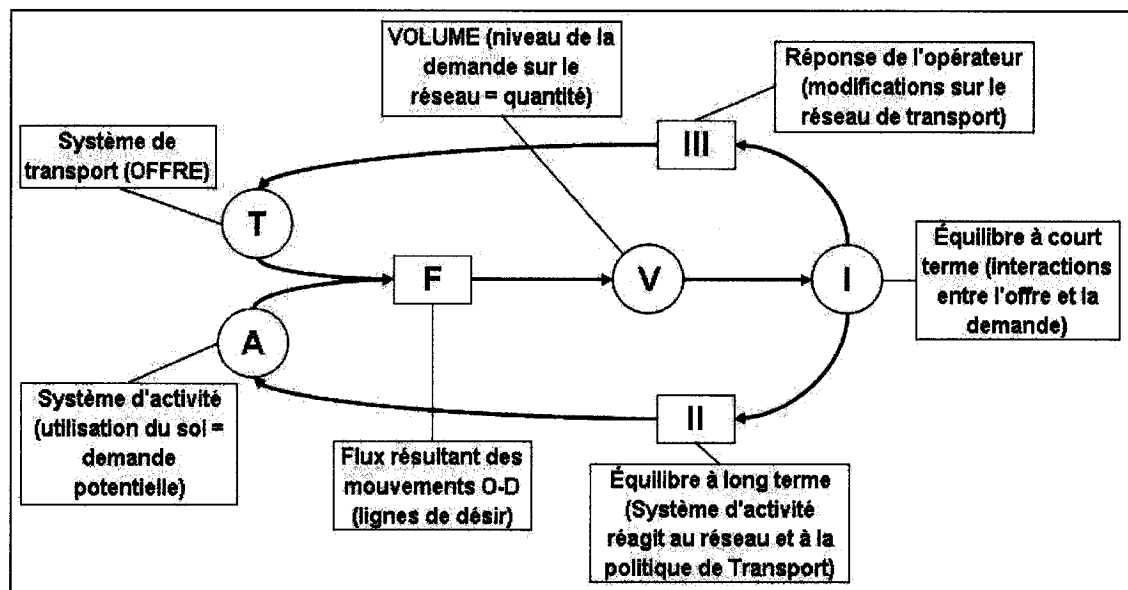 VOLUME (niveau de la
demande sur le
réseau = quantité)
Réponse de l'opérateur
(modifications sur le
réseau de transport)
Système de
transport (OFFRE)
III
T
Équilibre à court
terme (interactions
entre l'offre et la
demande)
F
V
I
A
Système d'activité
(utilisation du sol =
demande
potentielle)
II
Flux résultant des
mouvements O-D
(lignes de désir)
Équilibre à long terme
(Système d'activité
réagit au réseau et à la
politique de Transport)